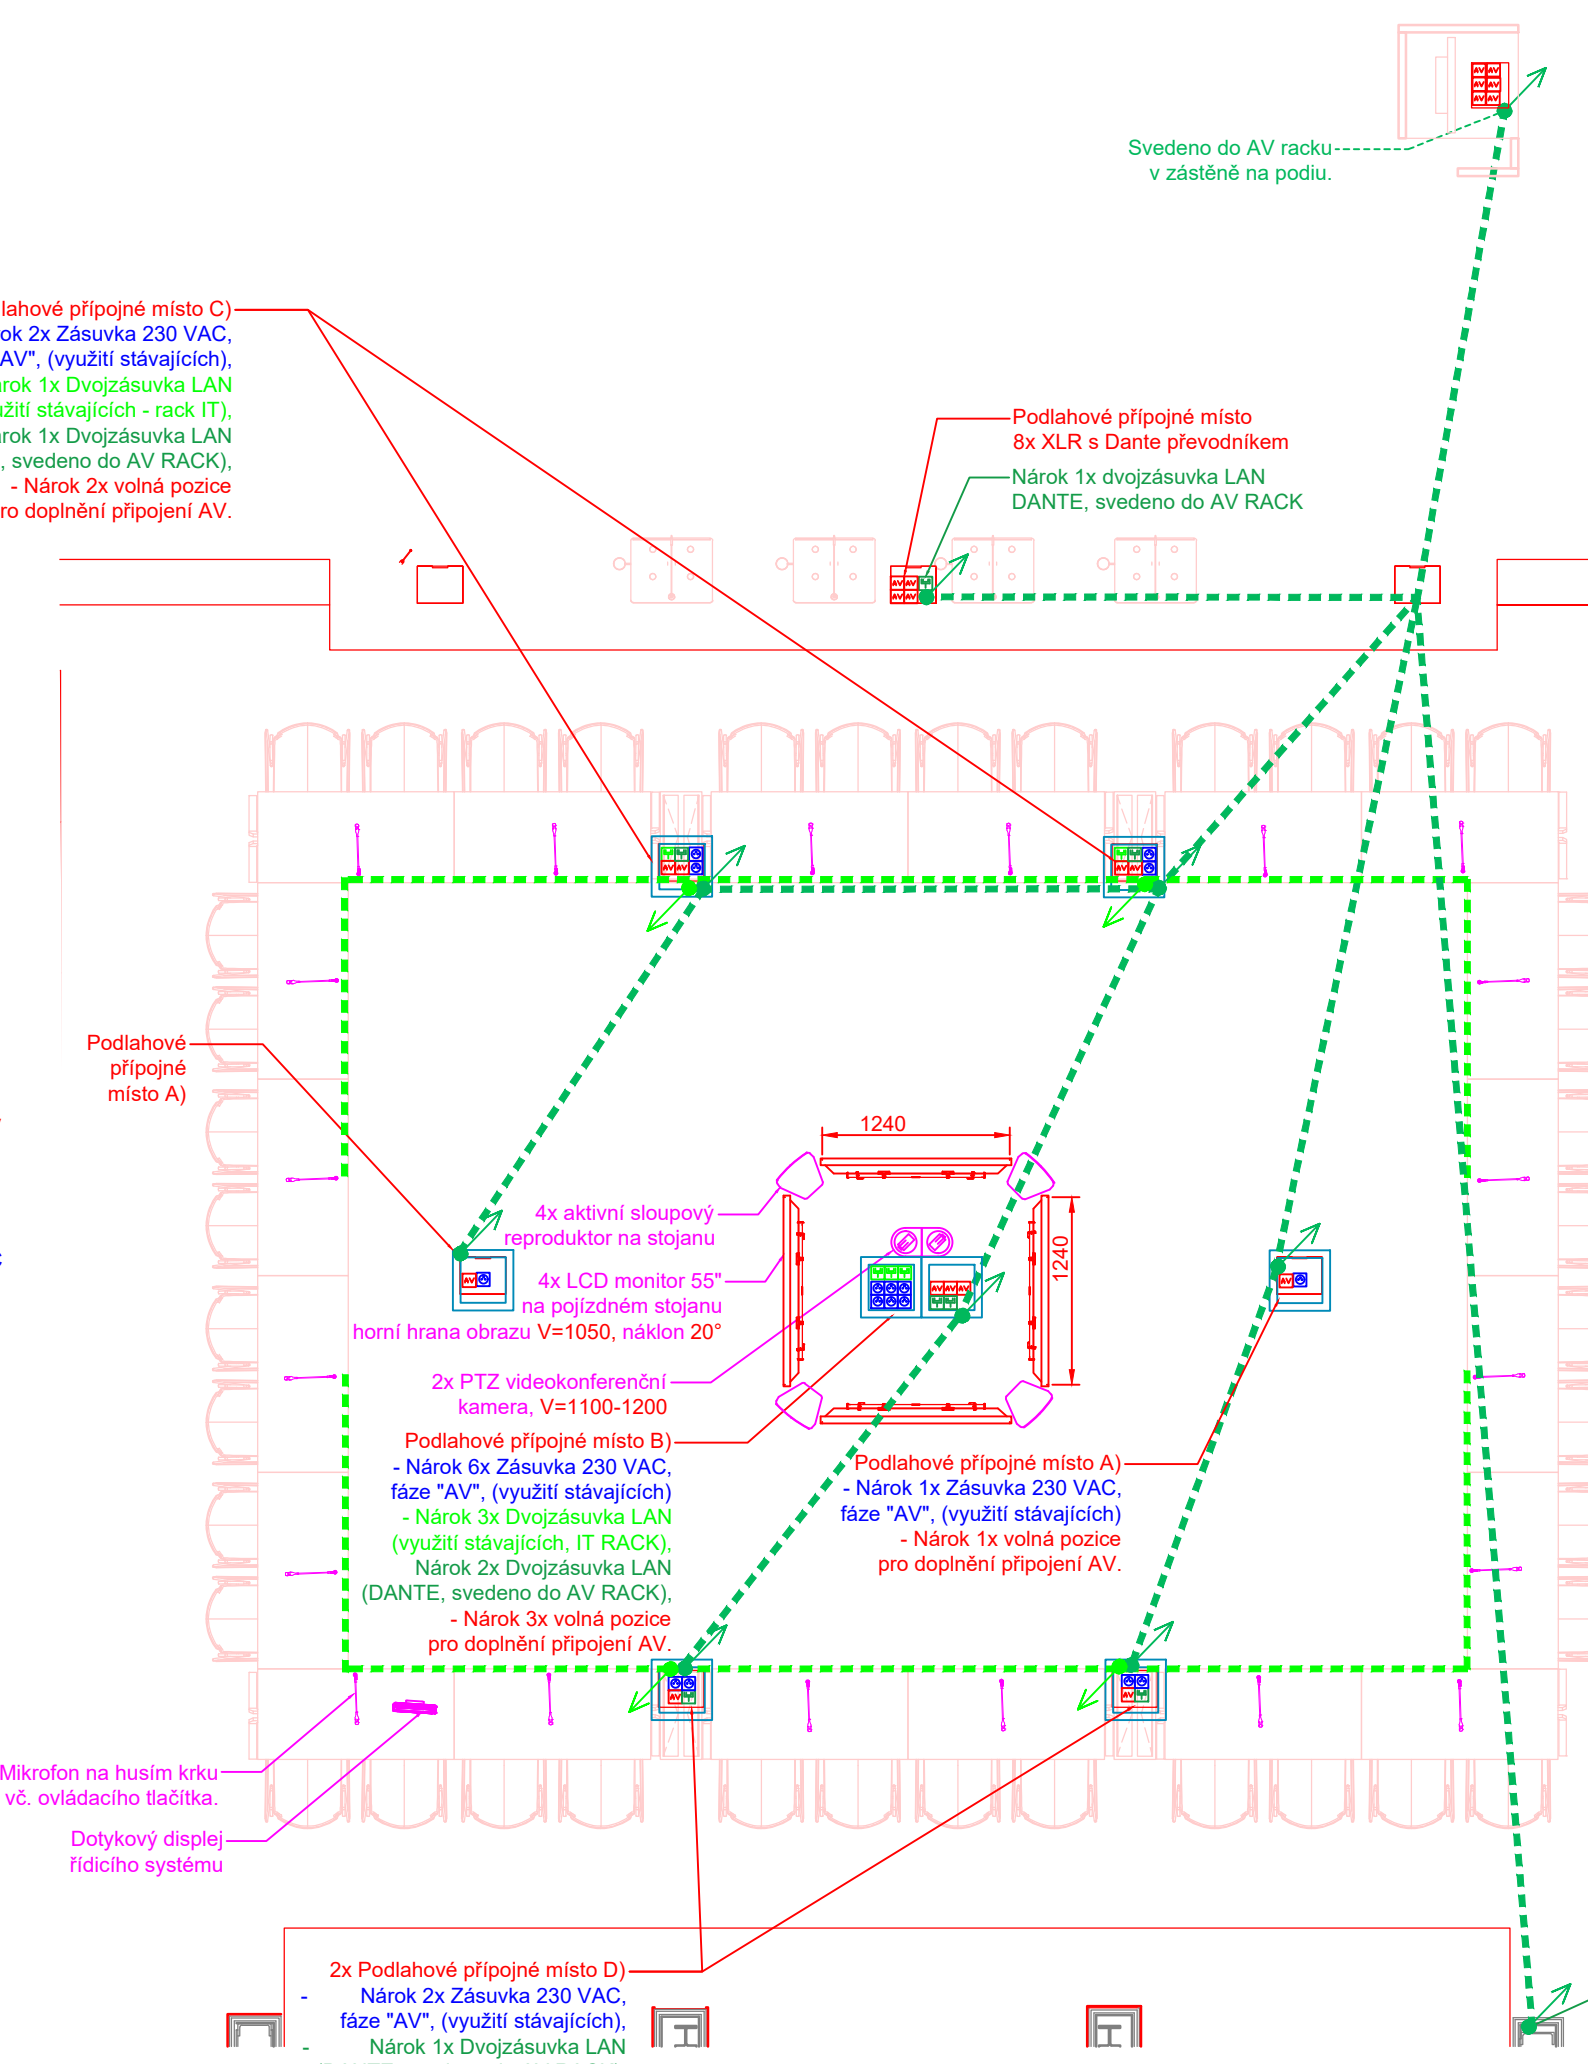 Svedeno do AV racku
v zástěně na podiu.
lahové přípojné místo C)
ok 2x Zásuvka 230 VAC,
AV", (využití stávajících),
rok 1x Dvojzásuvka LAN
užití stávajících - rack IT),
rok 1x Dvojzásuvka LAN
, svedeno do AV RACK),
- Nárok 2x volná pozice
ro doplnění připojení AV.
Podlahové přípojné místo
8x XLR s Dante převodníkem
Nárok 1x dvojzásuvka LAN
DANTE, svedeno do AV RACK
Podlahové
přípojné
místo A)
1240
1240
4x aktivní sloupový
reproduktor na stojanu
4x LCD monitor 55"
na pojízdném stojanu
horní hrana obrazu V=1050, náklon 20°
2x PTZ videokonferenční
kamera, V=1100-1200
Podlahové přípojné místo B)
- Nárok 6x Zásuvka 230 VAC,
fáze "AV", (využití stávajících)
- Nárok 3x Dvojzásuvka LAN
(využití stávajících, IT RACK),
Nárok 2x Dvojzásuvka LAN
(DANTE, svedeno do AV RACK),
- Nárok 3x volná pozice
pro doplnění připojení AV.
Podlahové přípojné místo A)
- Nárok 1x Zásuvka 230 VAC,
fáze "AV", (využití stávajících)
- Nárok 1x volná pozice
pro doplnění připojení AV.
Mikrofon na husím krku
vč. ovládacího tlačítka.
Dotykový displej
řídicího systému
2x Podlahové přípojné místo D)
- Nárok 2x Zásuvka 230 VAC,
fáze "AV", (využití stávajících),
- Nárok 1x Dvojzásuvka LAN